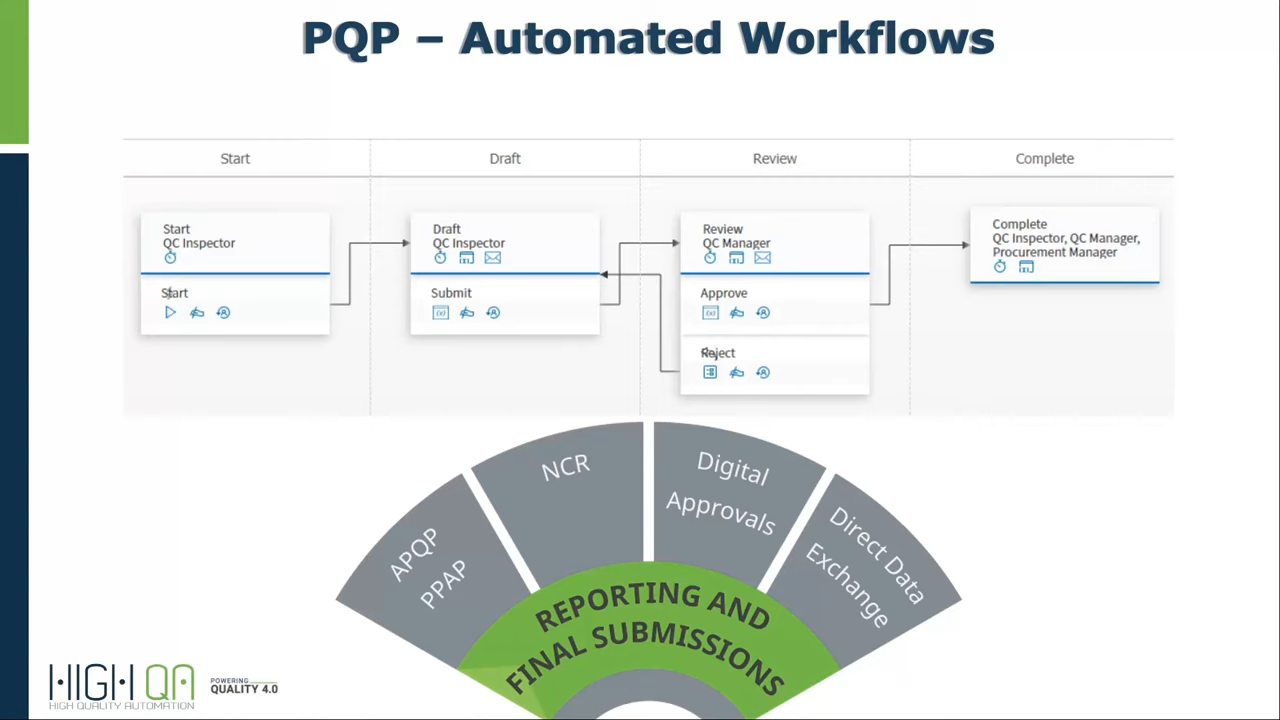 PQP – Automated Workflows
Start
Draft
Review
Complete
Start
QC Inspector
Start
Draft
QC Inspector
Submit
Review
QC Manager
Approve
Reject
Complete
QC Inspector, QC Manager,
Procurement Manager
APQP
PPAP
NCR
Digital
Approvals
Direct Data
Exchange
REPORTING AND
FINAL SUBMISSIONS
HIGH QA
HIGH QUALITY AUTOMATION
POWERING
QUALITY 4.0